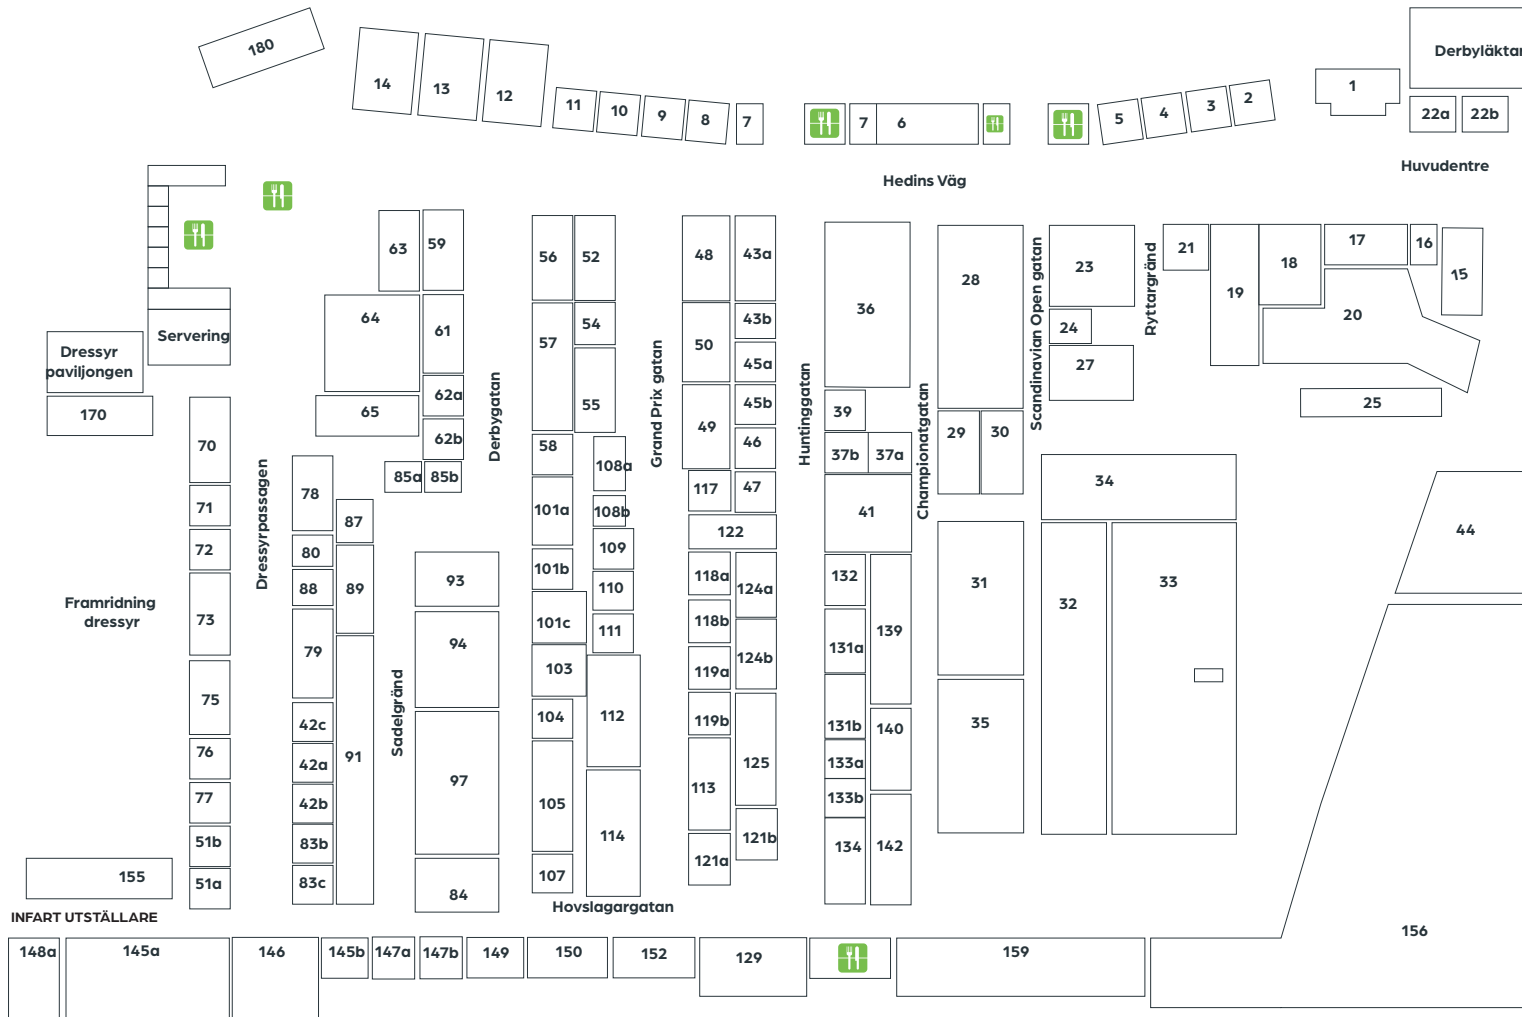 180
14
13
12
11
10
9
8
7
7
6
5
4
3
2
1
Derbyläktar
22a
22b
Huvudentre
Hedins Väg
63
59
56
52
48
43a
36
28
Scandinavian Open gatan
23
Ryttargränd
21
19
18
17
16
15
20
24
27
25
Servering
Dressyr
paviljongen
170
64
61
65
62a
62b
85a
85b
Derbygatan
57
54
55
58
50
43b
45a
45b
46
49
Grand Prix gatan
Huntinggatan
39
37b
37a
41
Championatgatan
29
30
34
44
70
71
72
73
75
76
77
51b
51a
Framridning
dressyr
Dressyrpassagen
78
80
88
79
42c
42a
42b
83b
83c
87
89
91
Sadelgränd
93
94
97
84
101a
101b
101c
103
104
105
107
108a
108b
109
110
111
112
114
117
47
122
118a
118b
119a
119b
113
121a
124a
124b
125
121b
132
131a
131b
133a
133b
134
139
140
142
31
35
32
33
155
INFART UTSTÄLLARE
Hovslagargatan
148a
145a
146
145b
147a
147b
149
150
152
129
159
156